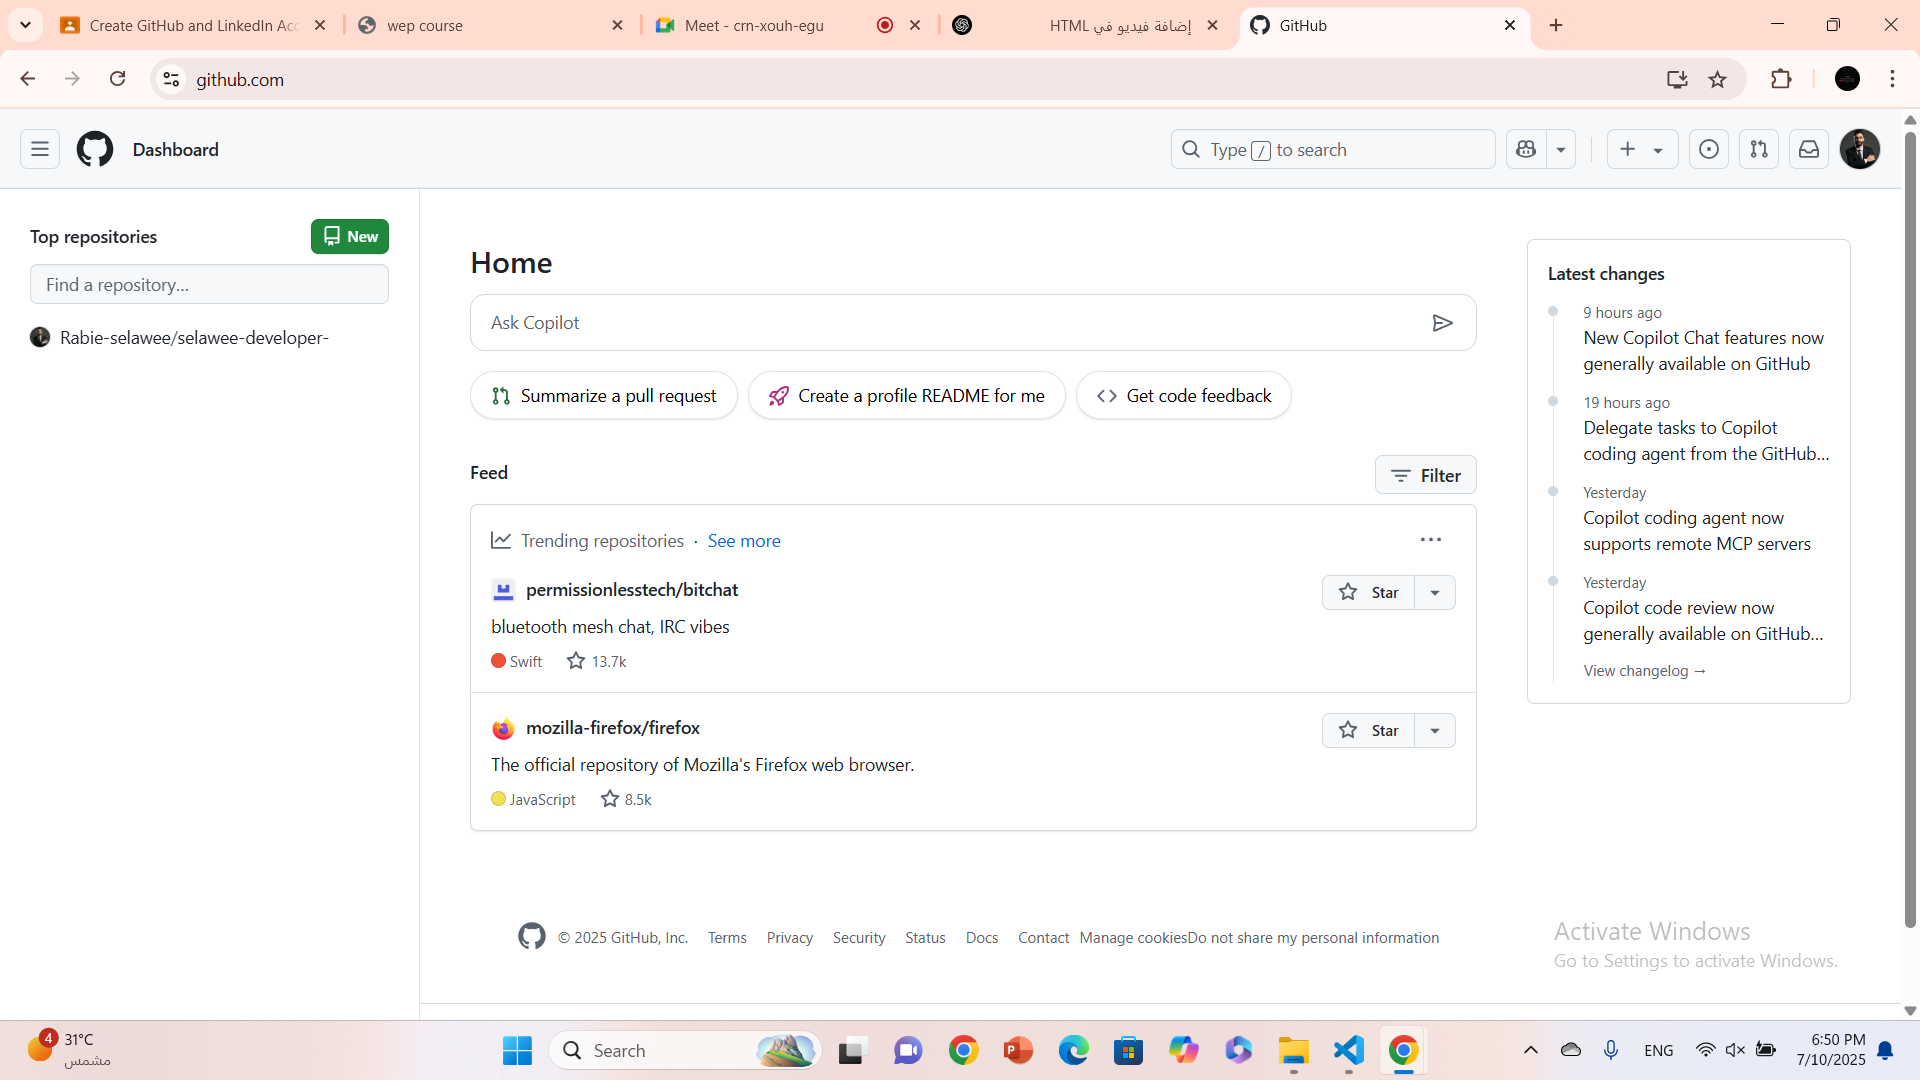 Create GitHub and LinkedIn Acc
wep course
Meet - crn-xouh-egu
إضافة فيديو في HTML
GitHub
github.com
Dashboard
Type / to search
Top repositories
New
Find a repository...
Rabie-selawee/selawee-developer-
Home
Ask Copilot
Summarize a pull request
Create a profile README for me
Get code feedback
Feed
Filter
Trending repositories · See more
permissionlesstech/bitchat
Star
bluetooth mesh chat, IRC vibes
Swift
13.7k
mozilla-firefox/firefox
Star
The official repository of Mozilla's Firefox web browser.
JavaScript
8.5k
Latest changes
9 hours ago
New Copilot Chat features now
generally available on GitHub
19 hours ago
Delegate tasks to Copilot
coding agent from the GitHub...
Yesterday
Copilot coding agent now
supports remote MCP servers
Yesterday
Copilot code review now
generally available on GitHub...
View changelog →
© 2025 GitHub, Inc.
Terms
Privacy
Security
Status
Docs
Contact
Manage cookies
Do not share my personal information
Activate Windows
Go to Settings to activate Windows.
4
31°C
مشمس
Search
ENG
6:50 PM
7/10/2025